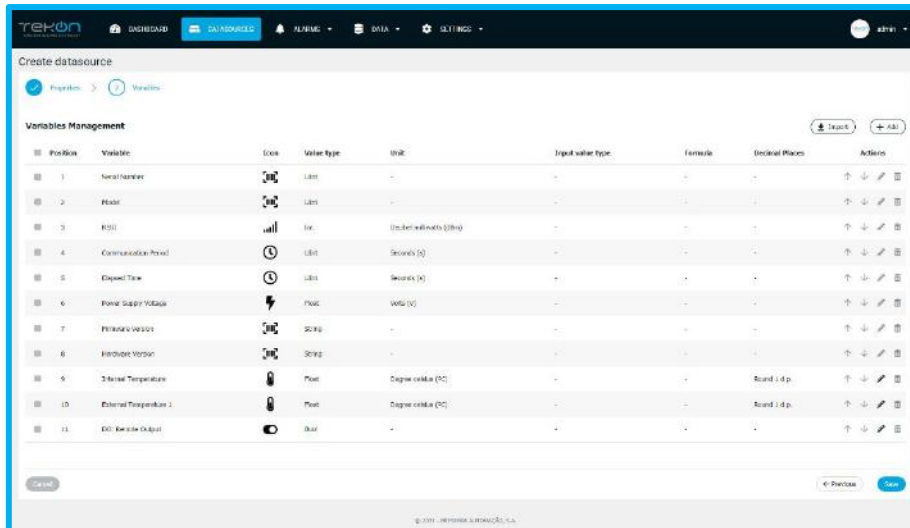 TEKON
DASHBOARD DATASOURCES ALARMS DATA SETTINGS admin
Create datasource
Properties 2 Variables
Variables Management Import + Add
Position Variable Icon Value type Unit Input value type Formula Decimal Places Actions
1 Serial Number UInt - - - -
2 Model UInt - - - -
3 RSSI Int Decibel milliwatts (dBm) - - -
4 Communication Period UInt Seconds (s) - - -
5 Elapsed Time UInt Seconds (s) - - -
6 Power Supply Voltage Float Volts (V) - - -
7 Firmware Version String - - - -
8 Hardware Version String - - - -
9 Internal Temperature Float Degree celsius (ºC) - - Round 1 d.p.
10 External Temperature 1 Float Degree celsius (ºC) - - Round 1 d.p.
11 DO: Remote Output Bool - - - -
Cancel ← Previous Save